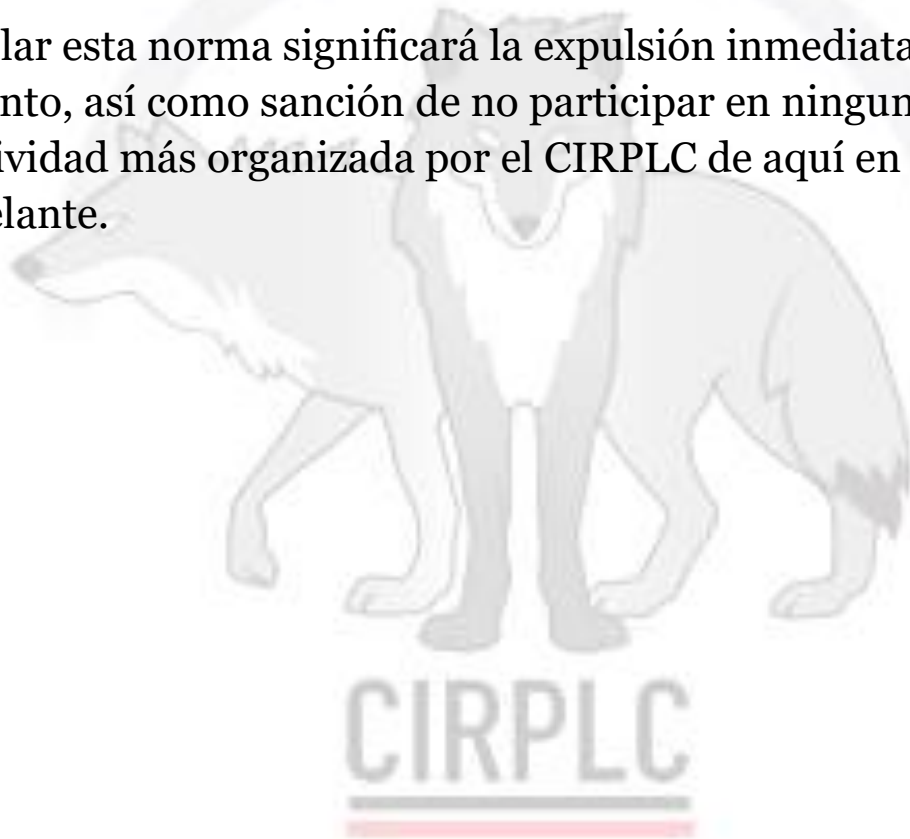 lar esta norma significará la expulsión inmediata
nto, así como sanción de no participar en ningun
ividad más organizada por el CIRPLC de aquí en
elante.
CIRPLC